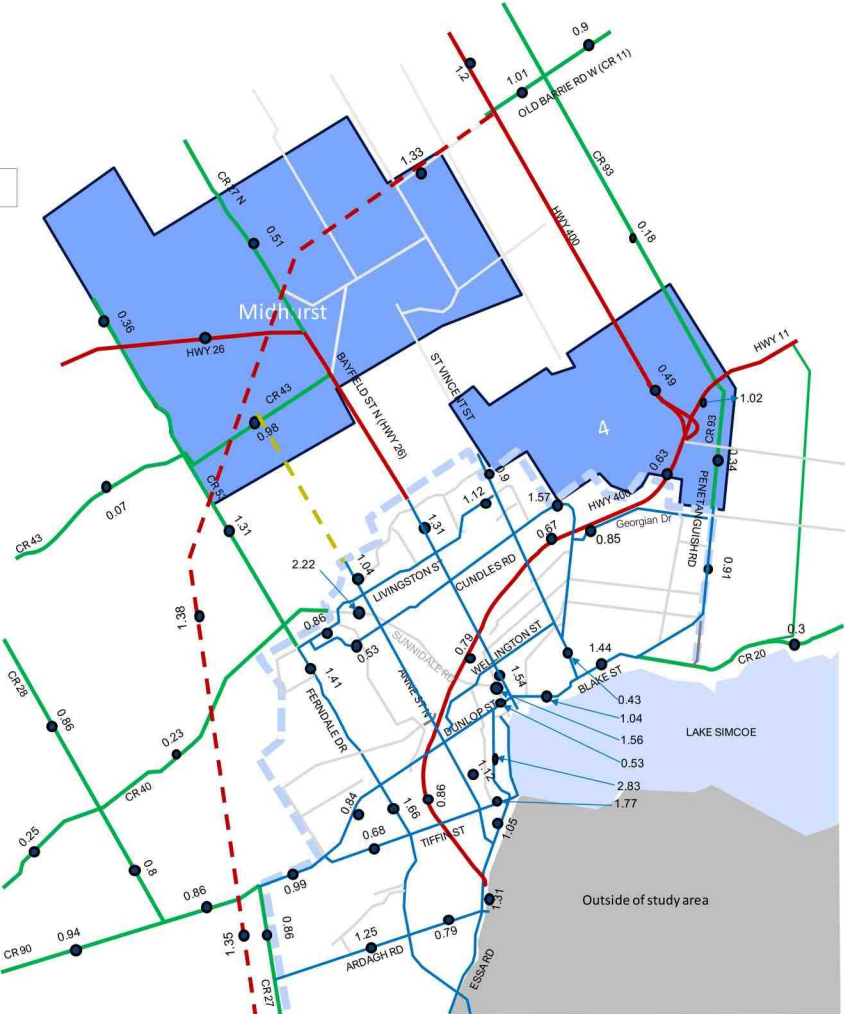 0.9
1.2
1.01
OLD BARRIE RD W (CR 11)
1.33
CR 93
CR 27 N
0.51
HWY 400
0.18
Midhurst
0.36
HWY 26
HWY 11
BAYFIELD ST N (HWY 26)
ST VINCENT ST
CR 43
0.98
0.49
1.02
4
CR 93
0.34
0.63
PENETANGUISH RD
0.07
CR 43
CR 53
1.31
0.9
1.12
1.57
HWY 400
1.31
0.67
0.85
Georgian Dr
0.91
2.22
1.04
LIVINGSTON S
CUNDLES RD
1.38
0.86
0.53
SUNNIDALE RD
0.79
WELLINGTON ST
1.44
0.3
CR 20
CR 28
0.86
1.41
FERNDALE DR
ANNE ST N
1.54
BLAKE ST
0.43
1.04
DUNLOP ST
1.56
LAKE SIMCOE
0.23
0.53
CR 40
1.12
2.83
0.86
1.77
0.84
1.66
0.25
0.68
TIFFIN ST
1.05
0.8
0.99
0.86
1.31
Outside of study area
0.94
CR 90
1.35
0.86
1.25
0.79
ARDAGH RD
ESSA RD
CR 27